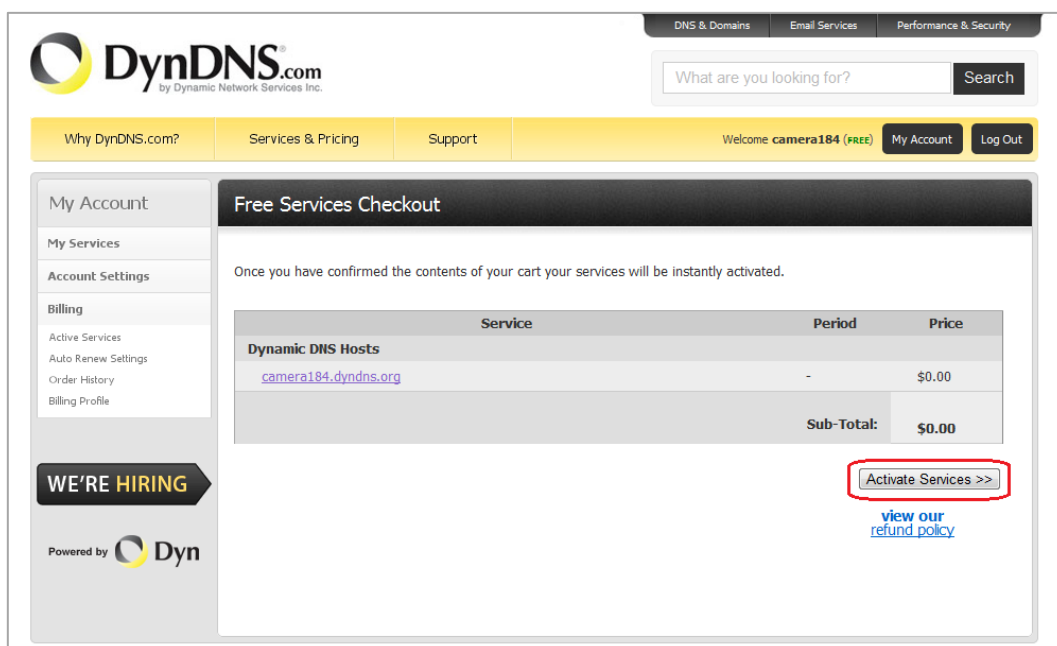 DNS & Domains Email Services Performance & Security
DynDNS.com
by Dynamic Network Services Inc.
What are you looking for? Search
Why DynDNS.com? Services & Pricing Support Welcome camera184 (FREE) My Account Log Out
My Account
My Services
Account Settings
Billing
Active Services
Auto Renew Settings
Order History
Billing Profile
WE'RE HIRING
Powered by Dyn
Free Services Checkout
Once you have confirmed the contents of your cart your services will be instantly activated.
Service Period Price
Dynamic DNS Hosts
camera184.dyndns.org - $0.00
Sub-Total: $0.00
Activate Services >>
view our
refund policy